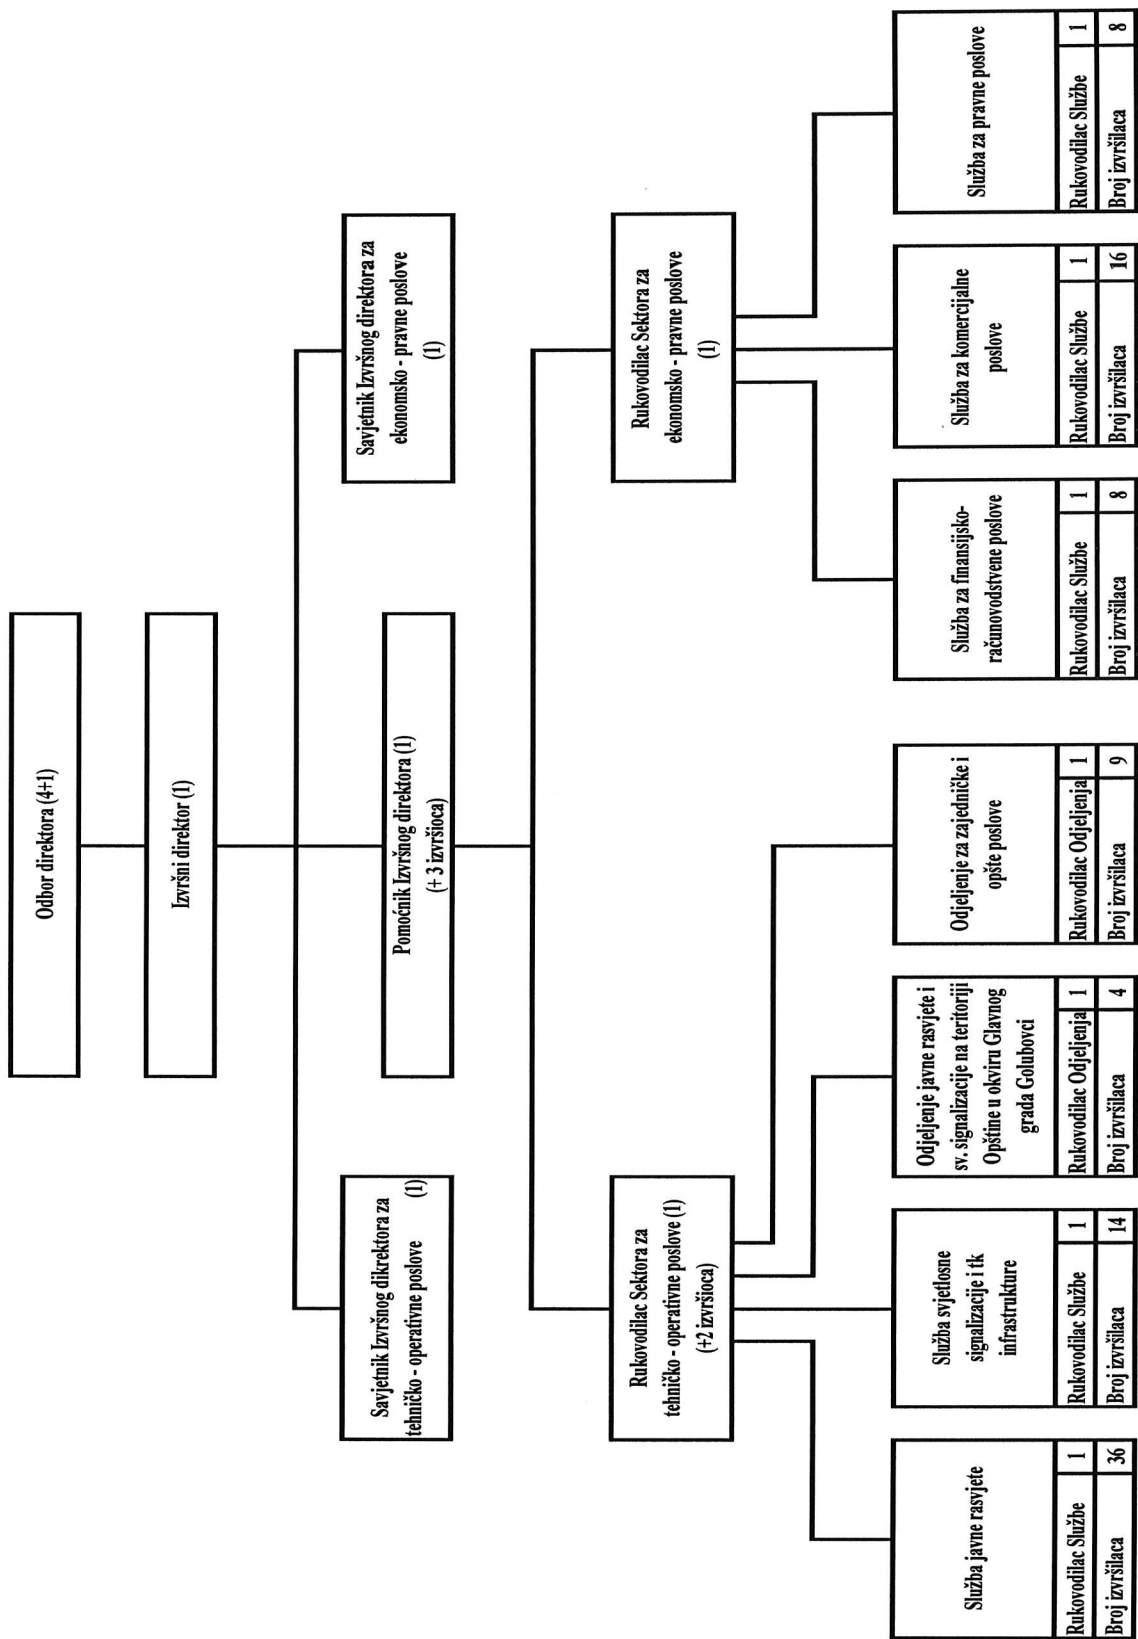 Odbor direktora (4+1)
Izvršni direktor (1)
Savjetnik Izvršnog dikrektora za
tehničko - operativne poslove
(1)
Pomoćnik Izvršnog direktora (1)
(+ 3 izvršioca)
Savjetnik Izvršnog direktora za
ekonomsko - pravne poslove
(1)
Rukovodilac Sektora za
tehničko - operativne poslove (1)
(+2 izvršioca)
Rukovodilac Sektora za
ekonomsko - pravne poslove
(1)
Služba javne rasvjete
Rukovodilac Službe 1
Broj izvršilaca 36
Služba svjetlosne
signalizacije i tk
infrastrukture
Rukovodilac Službe 1
Broj izvršilaca 14
Odjeljenje javne rasvjete i
sv. signalizacije na teritoriji
Opštine u okviru Glavnog
grada Golubovci
Rukovodilac Odjeljenja 1
Broj izvršilaca 4
Odjeljenje za zajedničke i
opšte poslove
Rukovodilac Odjeljenja 1
Broj izvršilaca 9
Služba za finansijsko-
računovodstvene poslove
Rukovodilac Službe 1
Broj izvršilaca 8
Služba za komercijalne
poslove
Rukovodilac Službe 1
Broj izvršilaca 16
Služba za pravne poslove
Rukovodilac Službe 1
Broj izvršilaca 8